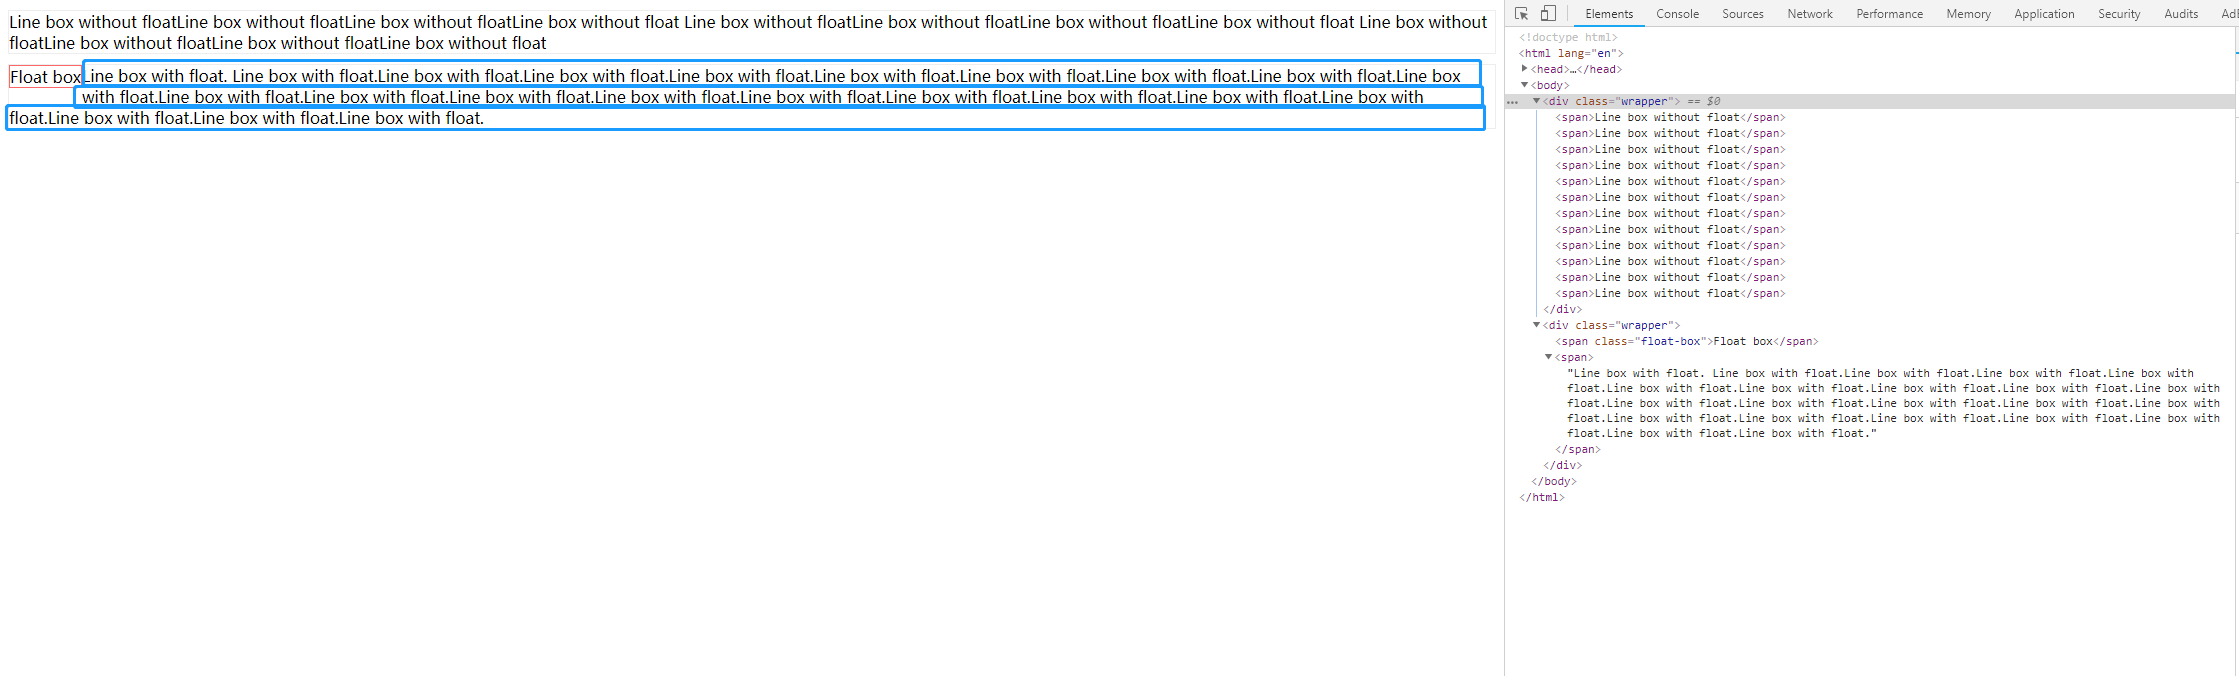 Line box without floatLine box without floatLine box without floatLine box without float Line box without floatLine box without floatLine box without floatLine box without float Line box without
floatLine box without floatLine box without floatLine box without float
Float box
Line box with float. Line box with float.Line box with float.Line box with float.Line box with float.Line box with float.Line box with float.Line box with float.Line box with float.Line box
with float.Line box with float.Line box with float.Line box with float.Line box with float.Line box with float.Line box with float.Line box with float.Line box with float.Line box with
float.Line box with float.Line box with float.Line box with float.
Elements Console Sources Network Performance Memory Application Security Audits
<!doctype html>
<html lang="en">
<head>…</head>
<body>
<div class="wrapper"> == $0
<span>Line box without float</span>
<span>Line box without float</span>
<span>Line box without float</span>
<span>Line box without float</span>
<span>Line box without float</span>
<span>Line box without float</span>
<span>Line box without float</span>
<span>Line box without float</span>
<span>Line box without float</span>
<span>Line box without float</span>
<span>Line box without float</span>
<span>Line box without float</span>
</div>
<div class="wrapper">
<span class="float-box">Float box</span>
<span>
"Line box with float. Line box with float.Line box with float.Line box with float.Line box with
float.Line box with float.Line box with float.Line box with float.Line box with float.Line box with
float.Line box with float.Line box with float.Line box with float.Line box with float.Line box with
float.Line box with float.Line box with float.Line box with float.Line box with float.Line box with
float.Line box with float.Line box with float."
</span>
</div>
</body>
</html>